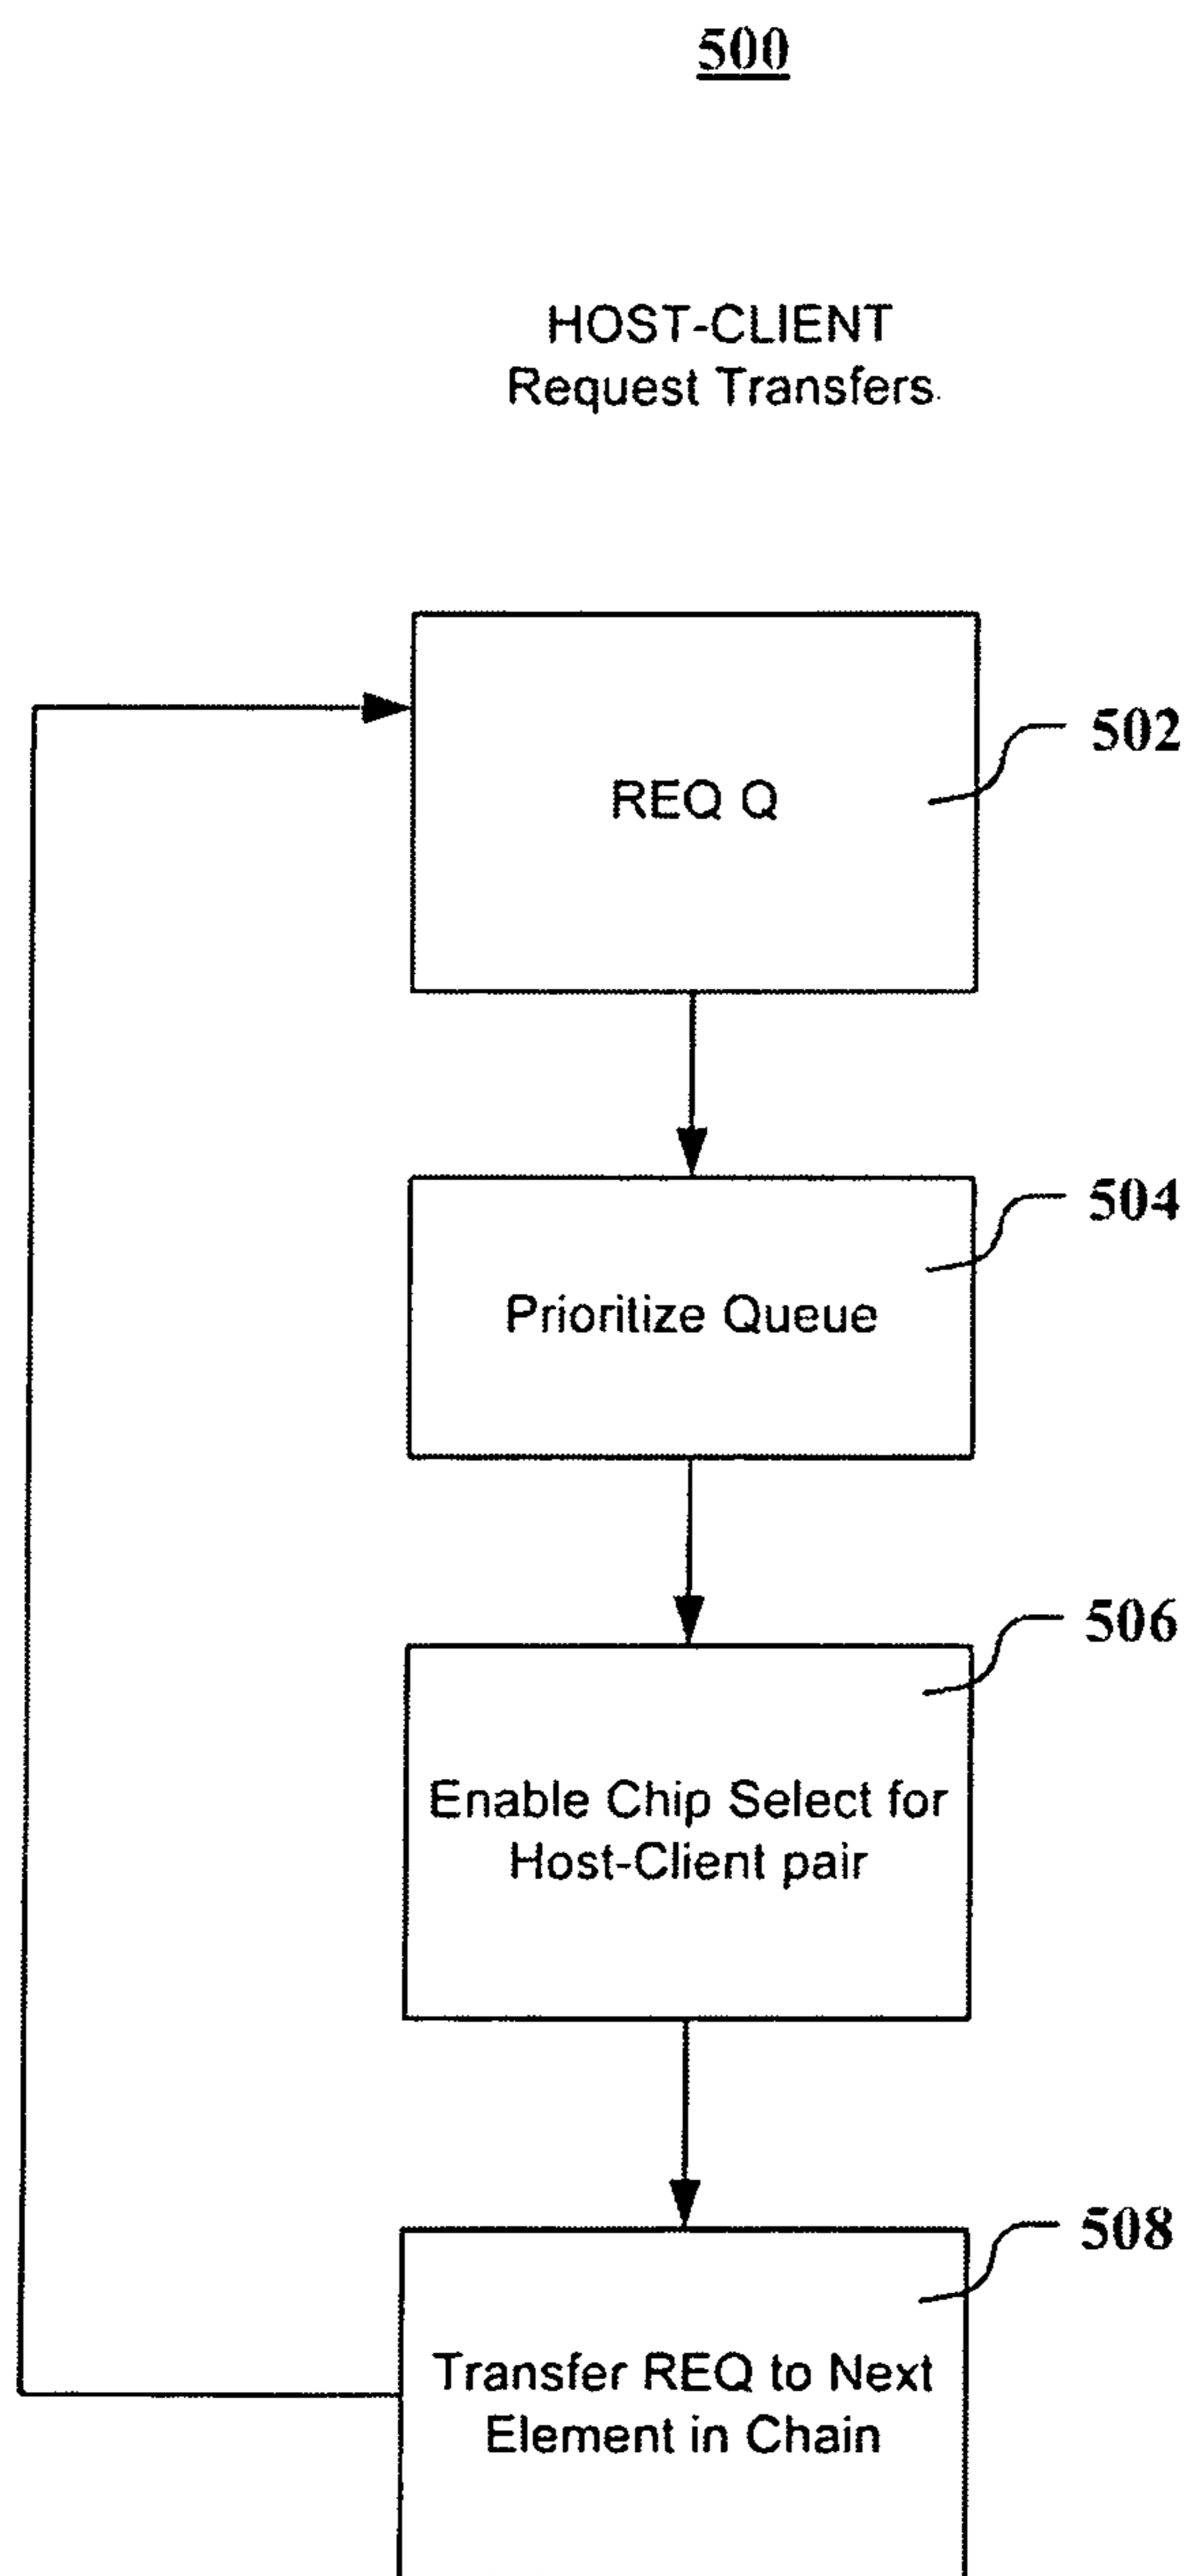 500
HOST-CLIENT
Request Transfers
REQ Q
502
Prioritize Queue
504
Enable Chip Select for
Host-Client pair
506
Transfer REQ to Next
Element in Chain
508